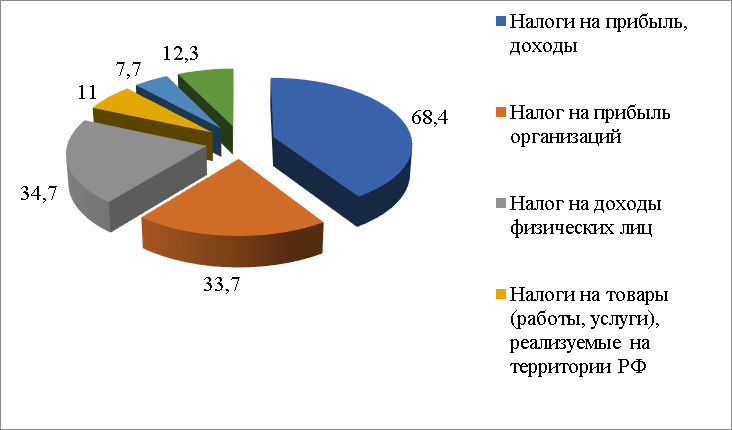 68,4
33,7
34,7
11
7,7
12,3
Налоги на прибыль,
доходы
Налог на прибыль
организаций
Налог на доходы
физических лиц
Налоги на товары
(работы, услуги),
реализуемые на
территории РФ